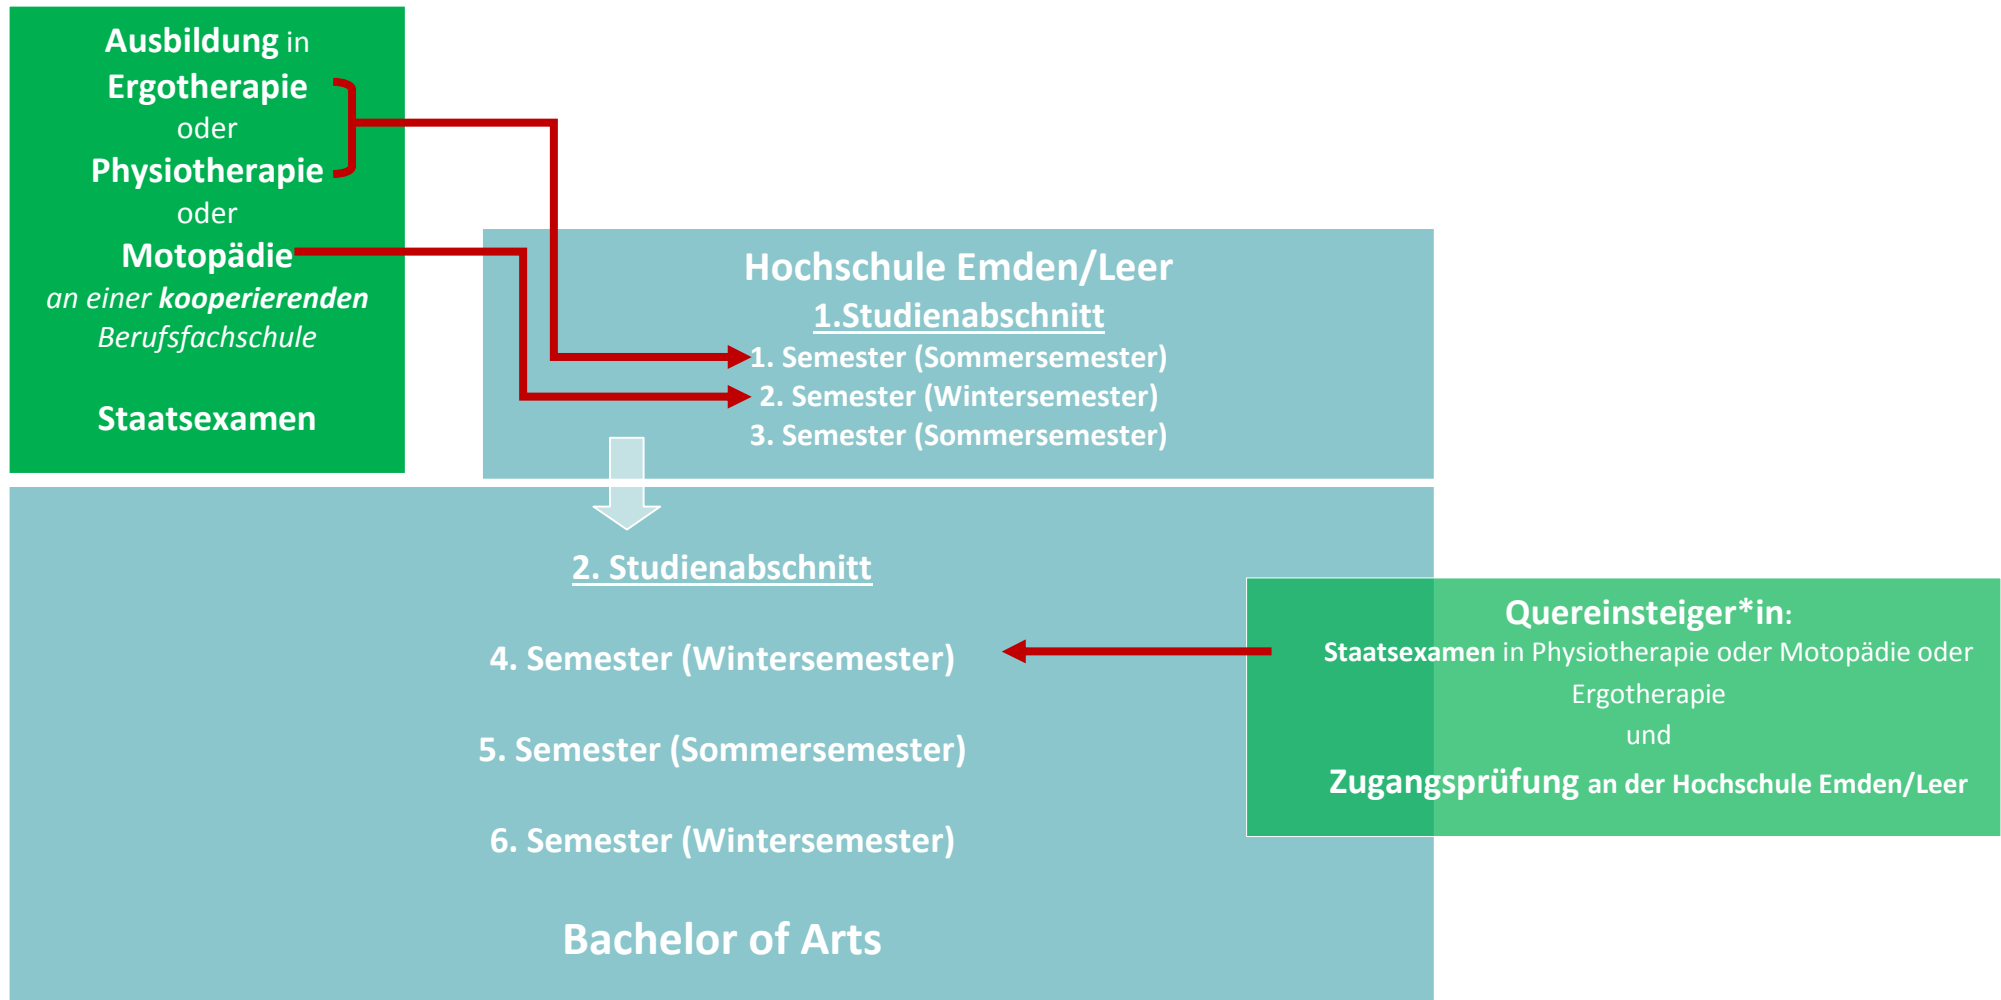 Ausbildung in
Ergotherapie
oder
Physiotherapie
oder
Motopädie
an einer kooperierenden
Berufsfachschule
Staatsexamen
Hochschule Emden/Leer
1.Studienabschnitt
1. Semester (Sommersemester)
2. Semester (Wintersemester)
3. Semester (Sommersemester)
2. Studienabschnitt
4. Semester (Wintersemester)
5. Semester (Sommersemester)
6. Semester (Wintersemester)
Bachelor of Arts
Quereinsteiger*in:
Staatsexamen in Physiotherapie oder Motopädie oder
Ergotherapie
und
Zugangsprüfung an der Hochschule Emden/Leer